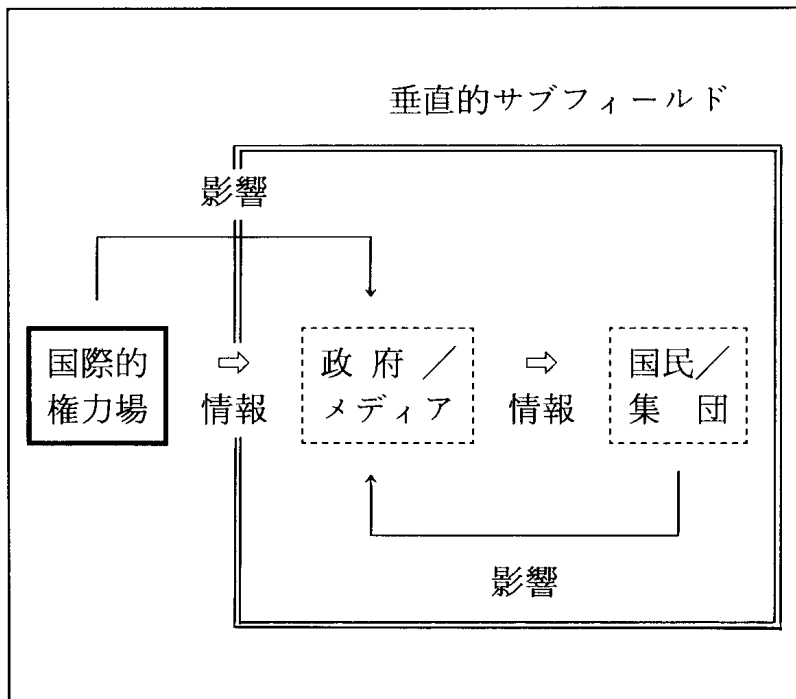 垂直的サブフィールド
影響
国際的
権力場
⇨
情報
政府／
メディア
⇨
情報
国民／
集団
影響